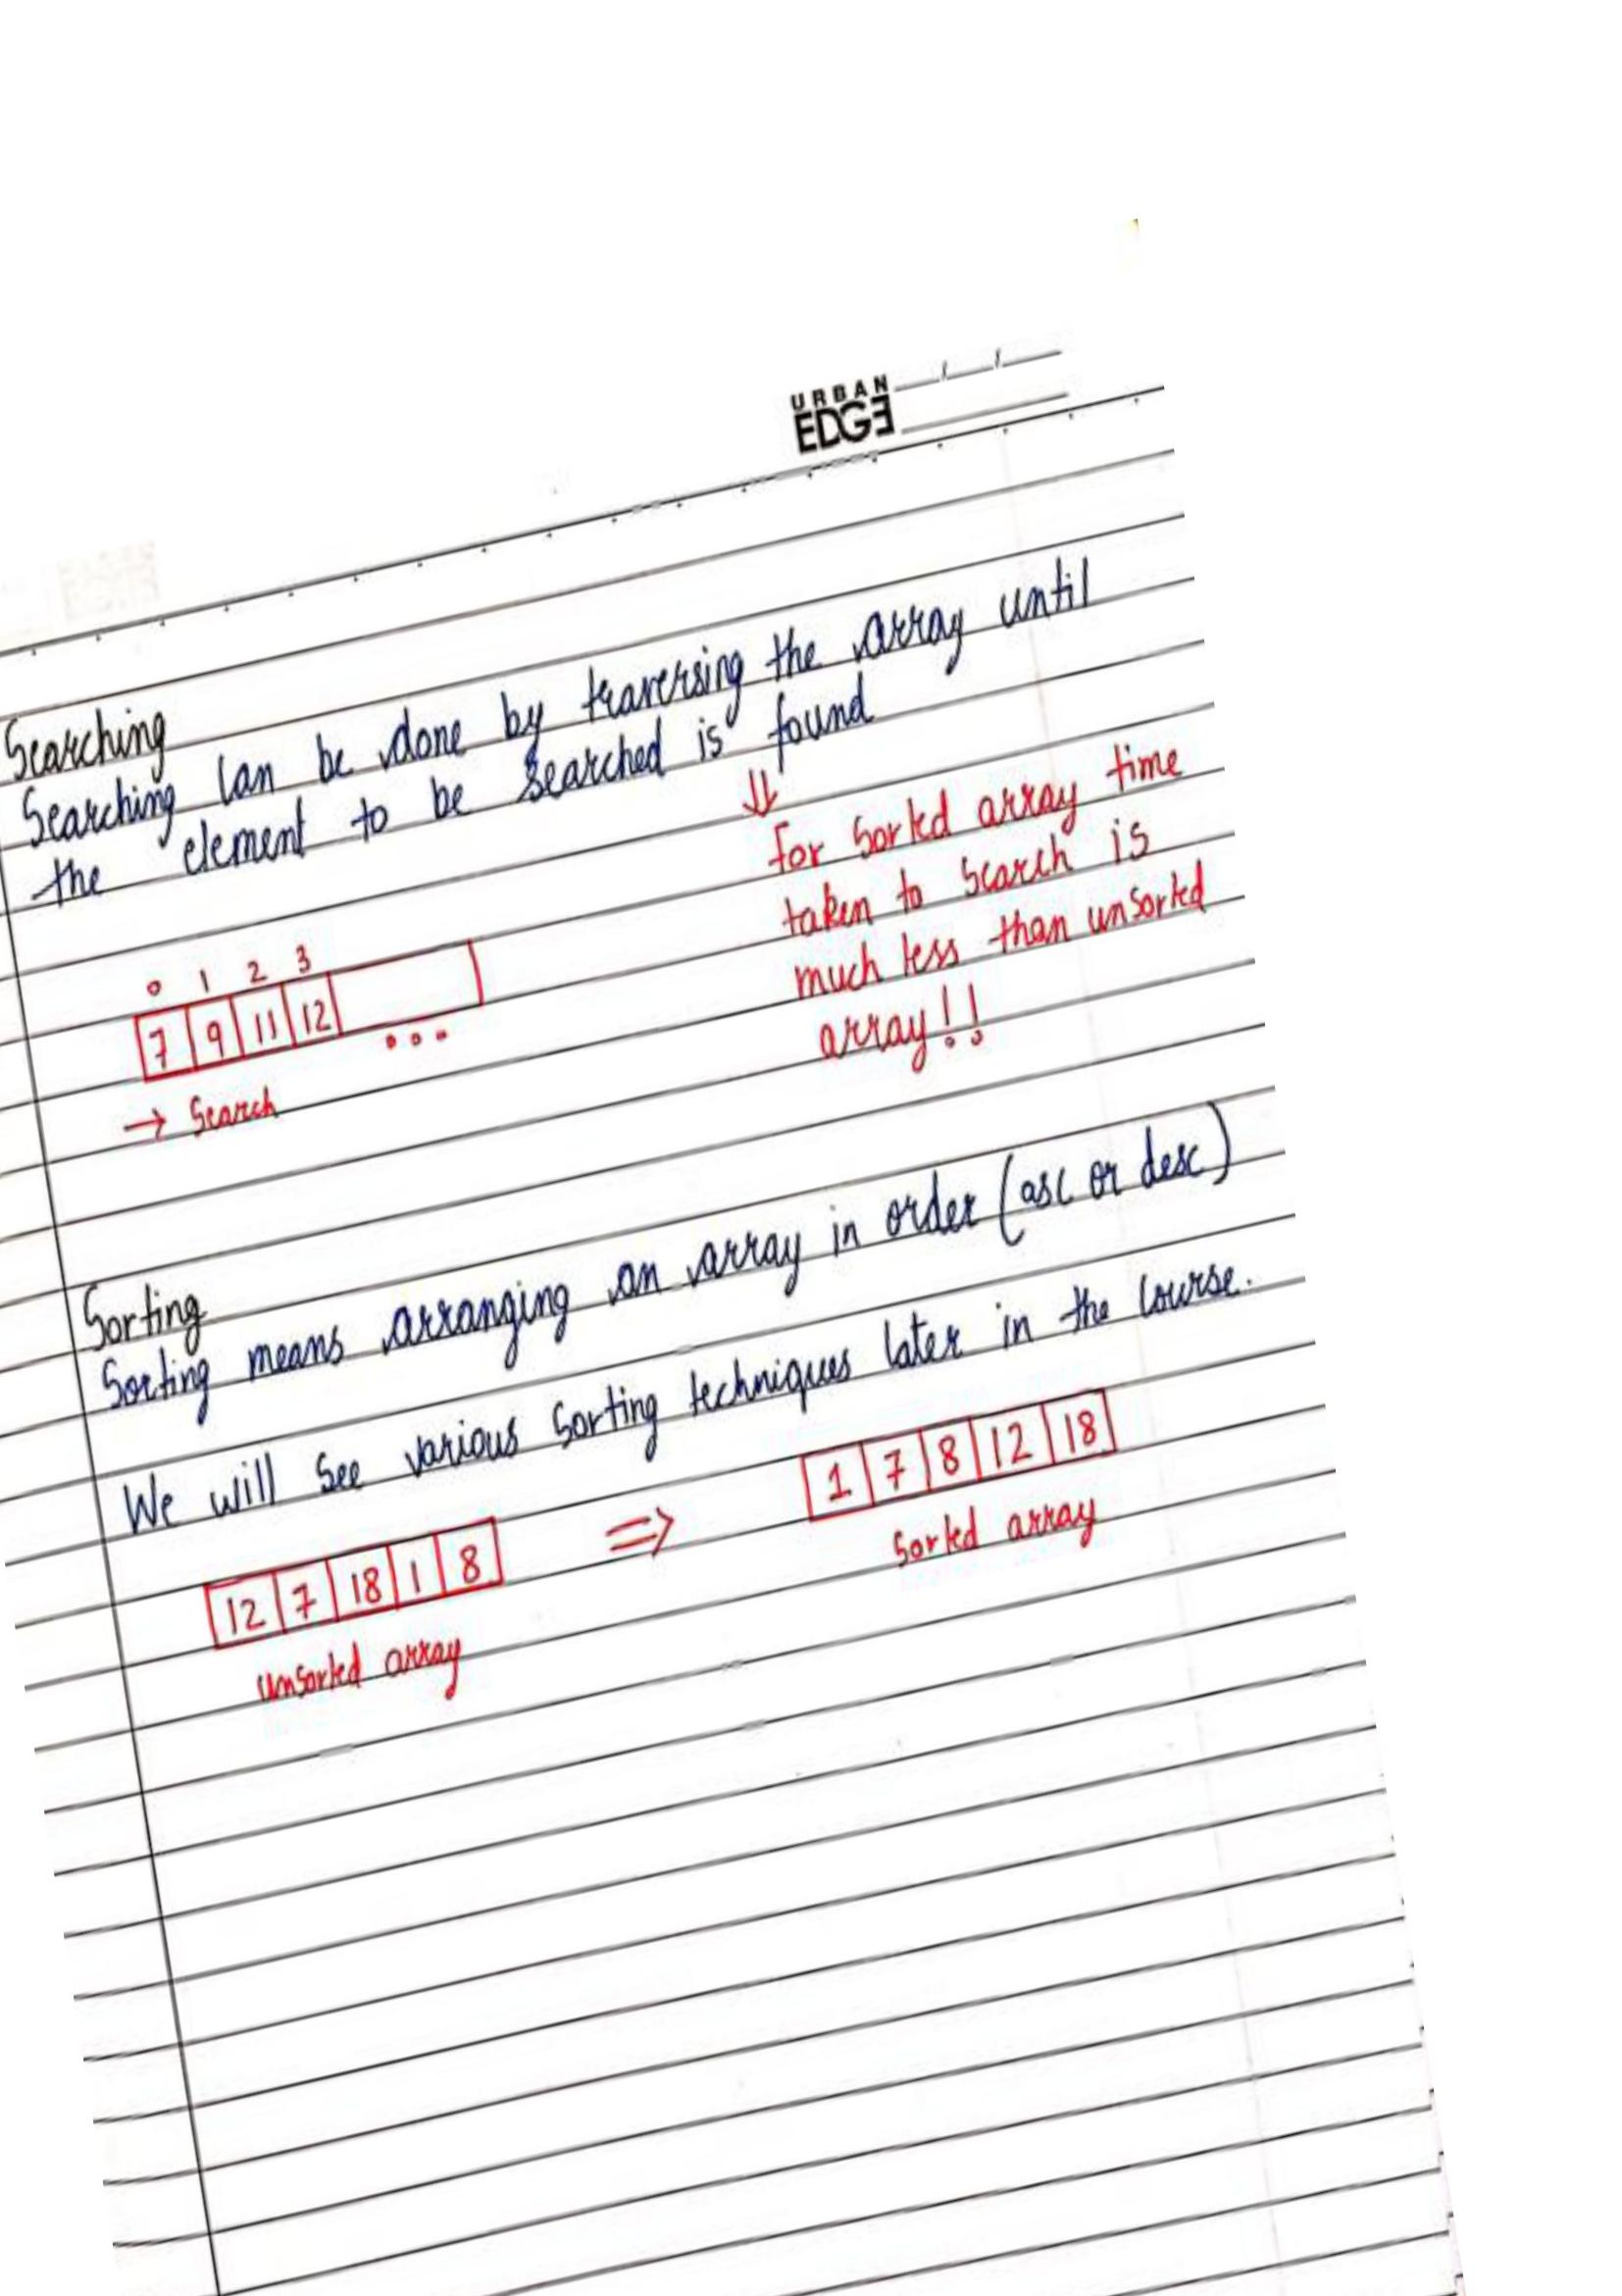 URBAN
EDGE
Searching
Searching can be done by traversing the array until
the element to be searched is found
⇓
for sorted array time
taken to search is
much less than unsorted
array!!
0 1 2 3
7 9 11 12 ...
→ Search
Sorting
Sorting means arranging an array in order (asc or desc)
We will see various sorting techniques later in the course.
12 7 18 1 8 ⇒ 1 7 8 12 18
unsorted array
sorted array